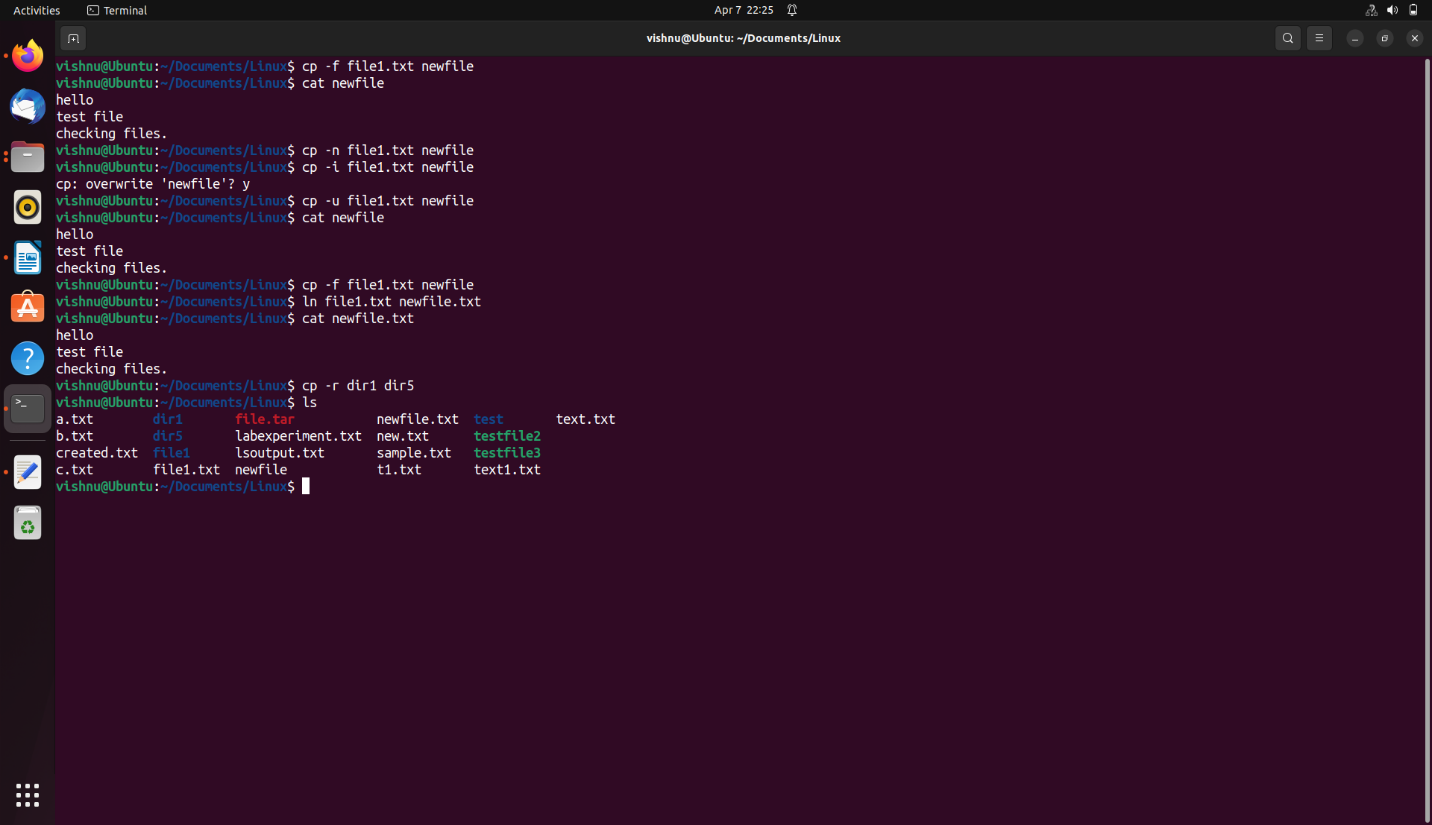 Activities Terminal Apr 7 22:25
vishnu@Ubuntu: ~/Documents/Linux
vishnu@Ubuntu:~/Documents/Linux$ cp -f file1.txt newfile
vishnu@Ubuntu:~/Documents/Linux$ cat newfile
hello
test file
checking files.
vishnu@Ubuntu:~/Documents/Linux$ cp -n file1.txt newfile
vishnu@Ubuntu:~/Documents/Linux$ cp -i file1.txt newfile
cp: overwrite 'newfile'? y
vishnu@Ubuntu:~/Documents/Linux$ cp -u file1.txt newfile
vishnu@Ubuntu:~/Documents/Linux$ cat newfile
hello
test file
checking files.
vishnu@Ubuntu:~/Documents/Linux$ cp -f file1.txt newfile
vishnu@Ubuntu:~/Documents/Linux$ ln file1.txt newfile.txt
vishnu@Ubuntu:~/Documents/Linux$ cat newfile.txt
hello
test file
checking files.
vishnu@Ubuntu:~/Documents/Linux$ cp -r dir1 dir5
vishnu@Ubuntu:~/Documents/Linux$ ls
a.txt dir1 file.tar newfile.txt test text.txt
b.txt dir5 labexperiment.txt new.txt testfile2
created.txt file1 lsoutput.txt sample.txt testfile3
c.txt file1.txt newfile t1.txt text1.txt
vishnu@Ubuntu:~/Documents/Linux$